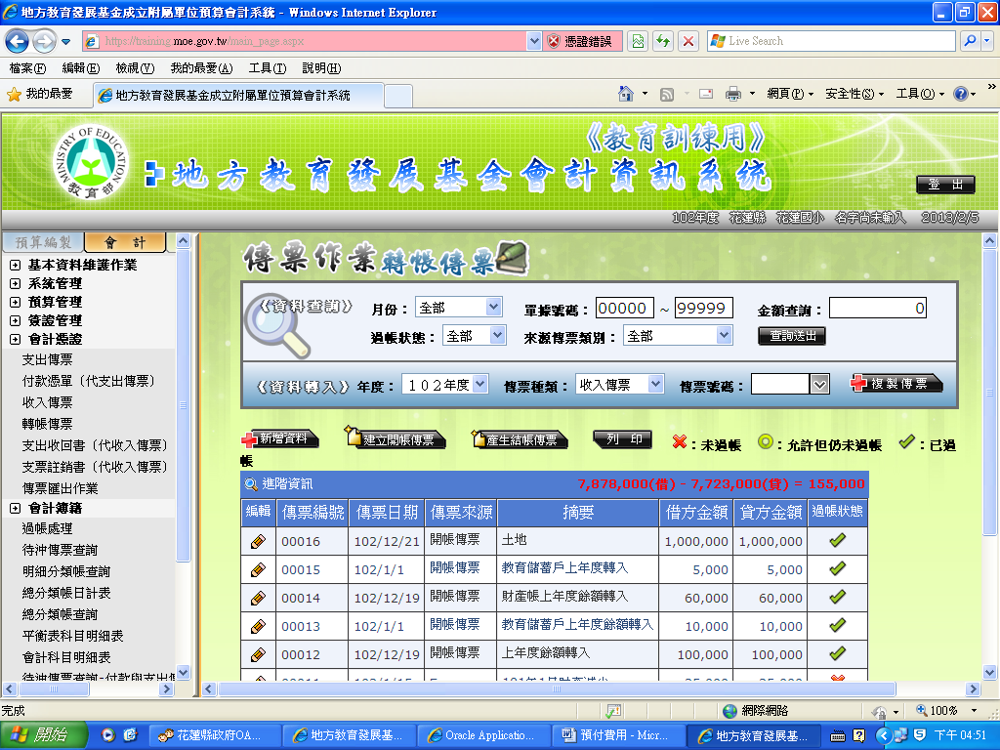 地方教育發展基金成立附屬單位預算會計系統 - Windows Internet Explorer
https://training.moe.gov.tw/main_page.aspx
憑證錯誤
Live Search
檔案(F) 編輯(E) 檢視(V) 我的最愛(A) 工具(T) 說明(H)
我的最愛
地方教育發展基金成立附屬單位預算會計系統
網頁(P) 安全性(S) 工具(O)
MINISTRY OF EDUCATION
教育部
《教育訓練用》
地方教育發展基金會計資訊系統
登 出
102年度 花蓮縣 花蓮國小 名字尚未輸入 2013/2/5
預算編製 會 計
基本資料維護作業
系統管理
預算管理
簽證管理
會計憑證
支出傳票
付款憑單〔代支出傳票〕
收入傳票
轉帳傳票
支出收回書〔代收入傳票〕
支票註銷書〔代收入傳票〕
傳票匯出作業
會計簿籍
過帳處理
待沖傳票查詢
明細分類帳查詢
總分類帳日計表
總分類帳查詢
平衡表科目明細表
會計科目明細表
待沖傳票查詢-付款與支出
傳票作業 轉帳傳票
《資料查詢》 月份： 全部 單據號碼： 00000 ~ 99999 金額查詢： 0
過帳狀態： 全部 來源傳票類別： 全部 查詢送出
《資料轉入》 年度： １０２年度 傳票種類： 收入傳票 傳票號碼： 複製傳票
新增資料 建立開帳傳票 產生結帳傳票 列 印 ：未過帳 ：允許但仍未過帳 ：已過
帳
進階資訊 7,878,000(借) - 7,723,000(貸) = 155,000
編輯 傳票編號 傳票日期 傳票來源 摘要 借方金額 貸方金額 過帳狀態
00016 102/12/21 開帳傳票 土地 1,000,000 1,000,000
00015 102/1/1 開帳傳票 教育儲蓄戶上年度轉入 5,000 5,000
00014 102/12/19 開帳傳票 財產帳上年度餘額轉入 60,000 60,000
00013 102/1/1 開帳傳票 教育儲蓄戶上年度餘額轉入 10,000 10,000
00012 102/12/19 開帳傳票 上年度餘額轉入 100,000 100,000
完成
網際網路
100%
開始
花蓮縣政府OA...
地方教育發展基...
Oracle Applicatio...
預付費用 - Micr...
地方教育發展基...
下午 04:51